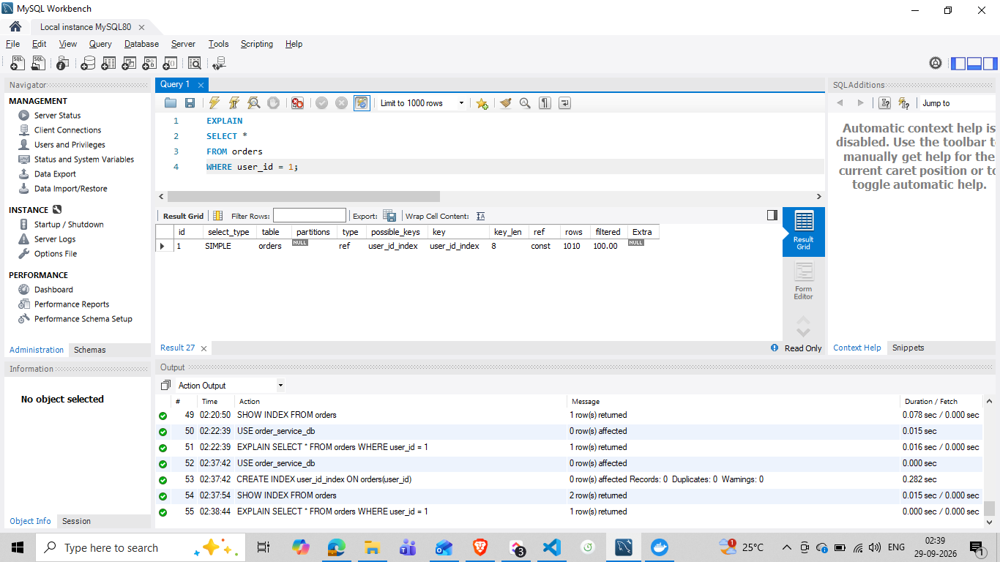 MySQL Workbench
Local instance MySQL80
File Edit View Query Database Server Tools Scripting Help
Navigator
MANAGEMENT
Server Status
Client Connections
Users and Privileges
Status and System Variables
Data Export
Data Import/Restore
INSTANCE
Startup / Shutdown
Server Logs
Options File
PERFORMANCE
Dashboard
Performance Reports
Performance Schema Setup
Administration Schemas
Information
No object selected
Object Info Session
Query 1
Limit to 1000 rows
1 EXPLAIN
2 SELECT *
3 FROM orders
4 WHERE user_id = 1;
Result Grid Filter Rows: Export: Wrap Cell Content:
id select_type table partitions type possible_keys key key_len ref rows filtered Extra
1 SIMPLE orders NULL ref user_id_index user_id_index 8 const 1010 100.00 NULL
Result Grid
Form Editor
Result 27
Read Only
SQLAdditions
Jump to
Automatic context help is
disabled. Use the toolbar t
manually get help for the
current caret position or to
toggle automatic help.
Context Help Snippets
Output
Action Output
# Time Action Message Duration / Fetch
49 02:20:50 SHOW INDEX FROM orders 1 row(s) returned 0.078 sec / 0.000 sec
50 02:22:39 USE order_service_db 0 row(s) affected 0.015 sec
51 02:22:39 EXPLAIN SELECT * FROM orders WHERE user_id = 1 1 row(s) returned 0.016 sec / 0.000 sec
52 02:37:42 USE order_service_db 0 row(s) affected 0.000 sec
53 02:37:42 CREATE INDEX user_id_index ON orders(user_id) 0 row(s) affected Records: 0 Duplicates: 0 Warnings: 0 0.282 sec
54 02:37:54 SHOW INDEX FROM orders 2 row(s) returned 0.015 sec / 0.000 sec
55 02:38:44 EXPLAIN SELECT * FROM orders WHERE user_id = 1 1 row(s) returned 0.000 sec / 0.000 sec
Type here to search
3
1
25°C
ENG
02:39
29-09-2026
1